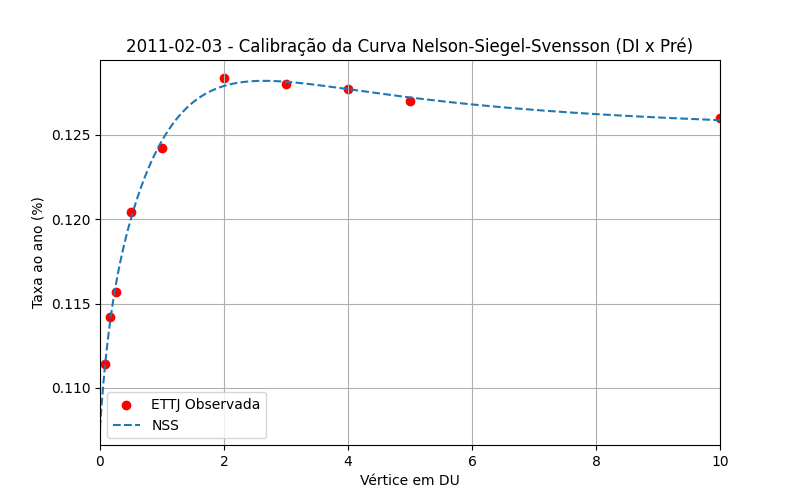 2011-02-03 - Calibração da Curva Nelson-Siegel-Svensson (DI x Pré)
Taxa ao ano (%)
0.125
0.120
0.115
0.110
ETTJ Observada
NSS
0 2 4 6 8 10
Vértice em DU